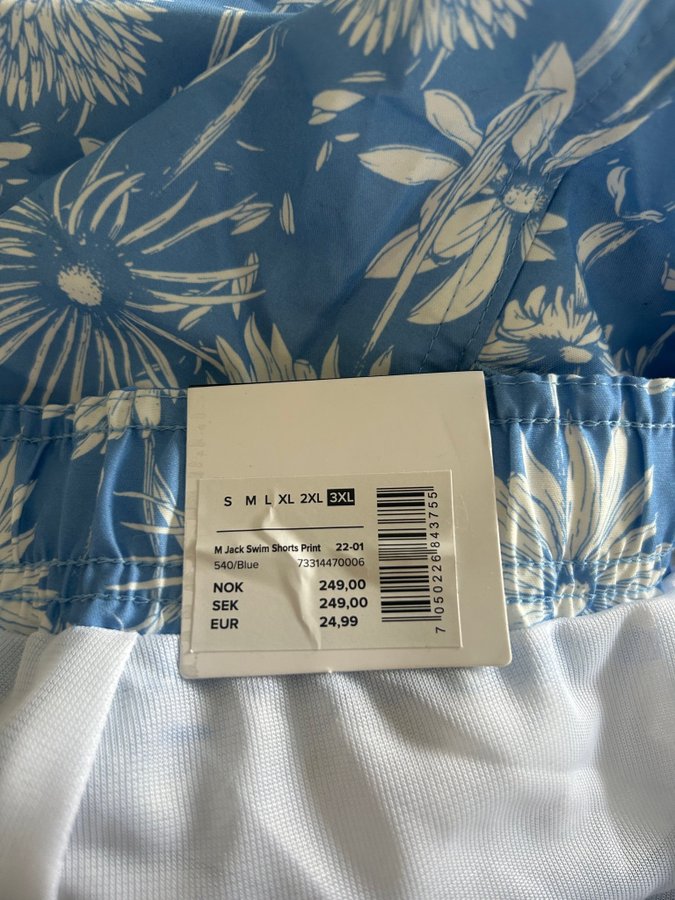 S M L XL 2XL 3XL
M Jack Swim Shorts Print 22-01
540/Blue 73314470006
NOK 249,00
SEK 249,00
EUR 24,99
7 050226 843755